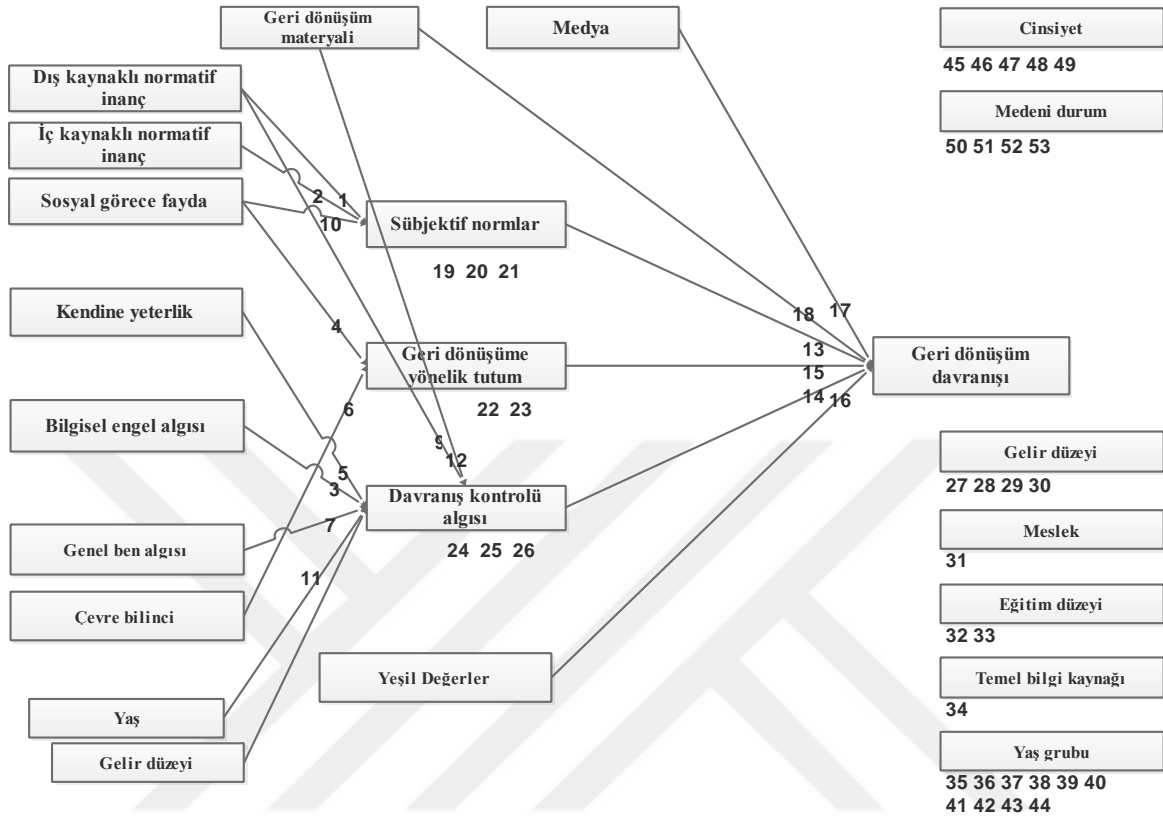 Geri dönüşüm
materyali
Medya
Cinsiyet
45 46 47 48 49
Dış kaynaklı normatif
inanç
Medeni durum
50 51 52 53
İç kaynaklı normatif
inanç
Sosyal görece fayda
2
1
10
Sübjektif normlar
19 20 21
Kendine yeterlik
4
18
17
13
15
14
16
Geri dönüşüme
yönelik tutum
22 23
Geri dönüşüm
davranışı
6
Bilgisel engel algısı
9
12
5
3
7
Davranış kontrolü
algısı
24 25 26
Gelir düzeyi
27 28 29 30
Genel ben algısı
11
Meslek
31
Çevre bilinci
Eğitim düzeyi
32 33
Yeşil Değerler
Temel bilgi kaynağı
34
Yaş
Gelir düzeyi
Yaş grubu
35 36 37 38 39 40
41 42 43 44